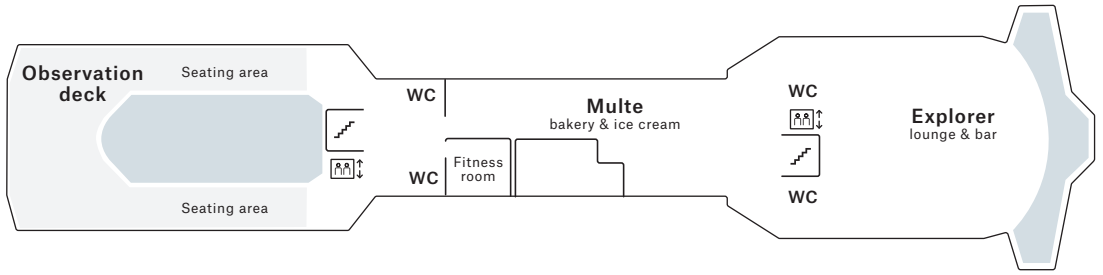 Observation
deck
Seating area
Seating area
WC
WC
Fitness
room
Multe
bakery & ice cream
WC
WC
Explorer
lounge & bar